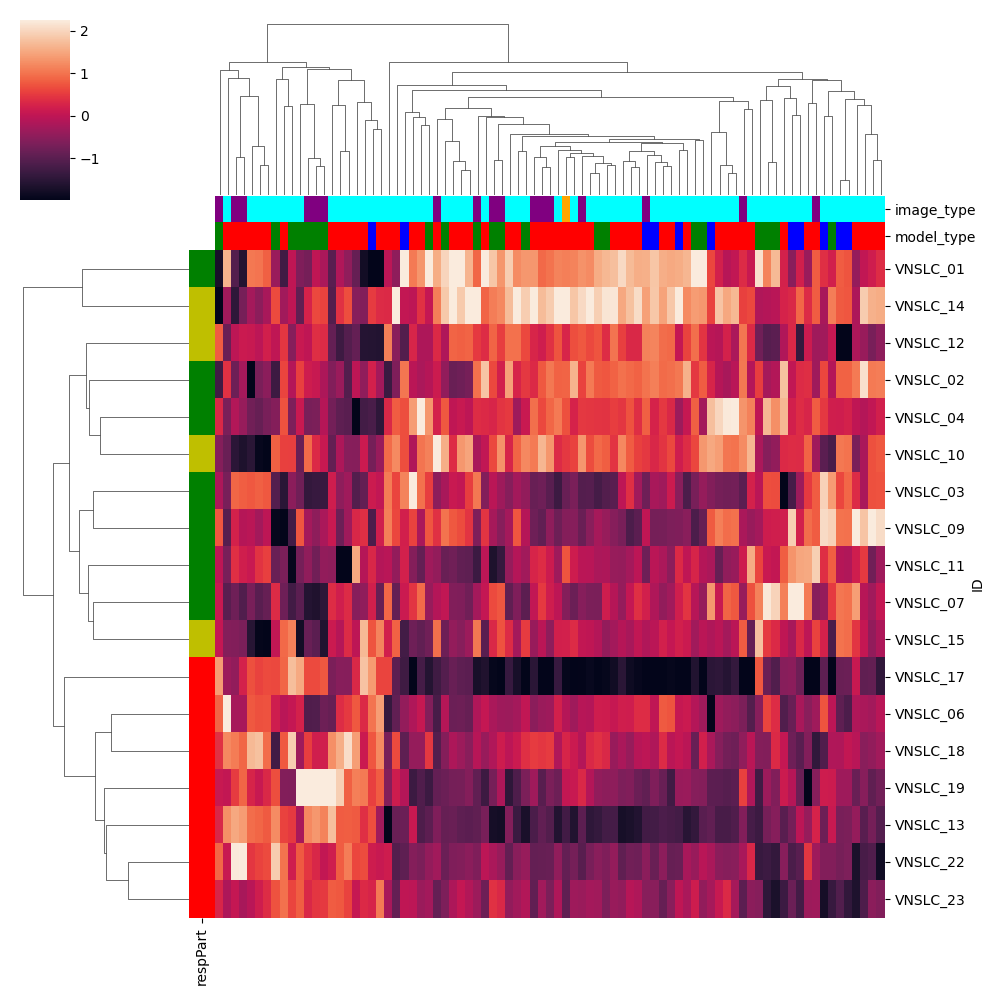 2
1
0
−1
image_type
model_type
VNSLC_01
VNSLC_14
VNSLC_12
VNSLC_02
VNSLC_04
VNSLC_10
VNSLC_03
VNSLC_09
VNSLC_11
VNSLC_07
VNSLC_15
VNSLC_17
VNSLC_06
VNSLC_18
VNSLC_19
VNSLC_13
VNSLC_22
VNSLC_23
ID
respPart